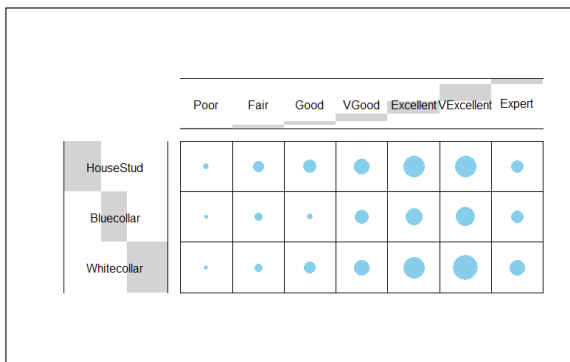 Poor Fair Good VGood Excellent VExcellent Expert
HouseStud
Bluecollar
Whitecollar